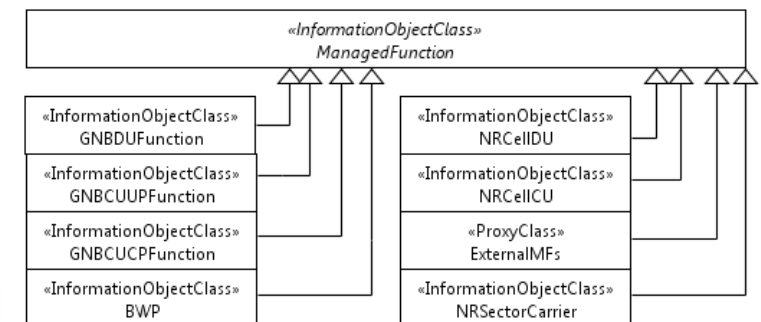 «InformationObjectClass»
ManagedFunction
«InformationObjectClass»
GNBDUFunction
«InformationObjectClass»
GNBCUUPFunction
«InformationObjectClass»
GNBCUCPFunction
«InformationObjectClass»
BWP
«InformationObjectClass»
NRCellDU
«InformationObjectClass»
NRCellCU
«ProxyClass»
ExternalMFs
«InformationObjectClass»
NRSectorCarrier